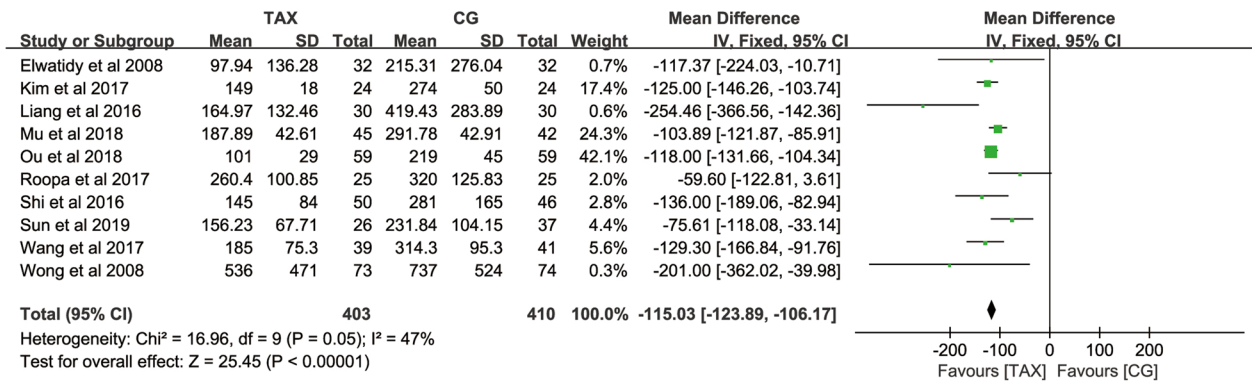 TAX CG Mean Difference Mean Difference
Study or Subgroup Mean SD Total Mean SD Total Weight IV, Fixed, 95% CI IV, Fixed, 95% CI
Elwatidy et al 2008 97.94 136.28 32 215.31 276.04 32 0.7% -117.37 [-224.03, -10.71]
Kim et al 2017 149 18 24 274 50 24 17.4% -125.00 [-146.26, -103.74]
Liang et al 2016 164.97 132.46 30 419.43 283.89 30 0.6% -254.46 [-366.56, -142.36]
Mu et al 2018 187.89 42.61 45 291.78 42.91 42 24.3% -103.89 [-121.87, -85.91]
Ou et al 2018 101 29 59 219 45 59 42.1% -118.00 [-131.66, -104.34]
Roopa et al 2017 260.4 100.85 25 320 125.83 25 2.0% -59.60 [-122.81, 3.61]
Shi et al 2016 145 84 50 281 165 46 2.8% -136.00 [-189.06, -82.94]
Sun et al 2019 156.23 67.71 26 231.84 104.15 37 4.4% -75.61 [-118.08, -33.14]
Wang et al 2017 185 75.3 39 314.3 95.3 41 5.6% -129.30 [-166.84, -91.76]
Wong et al 2008 536 471 73 737 524 74 0.3% -201.00 [-362.02, -39.98]
Total (95% CI) 403 410 100.0% -115.03 [-123.89, -106.17]
Heterogeneity: Chi² = 16.96, df = 9 (P = 0.05); I² = 47%
Test for overall effect: Z = 25.45 (P < 0.00001)
-200 -100 0 100 200
Favours [TAX] Favours [CG]